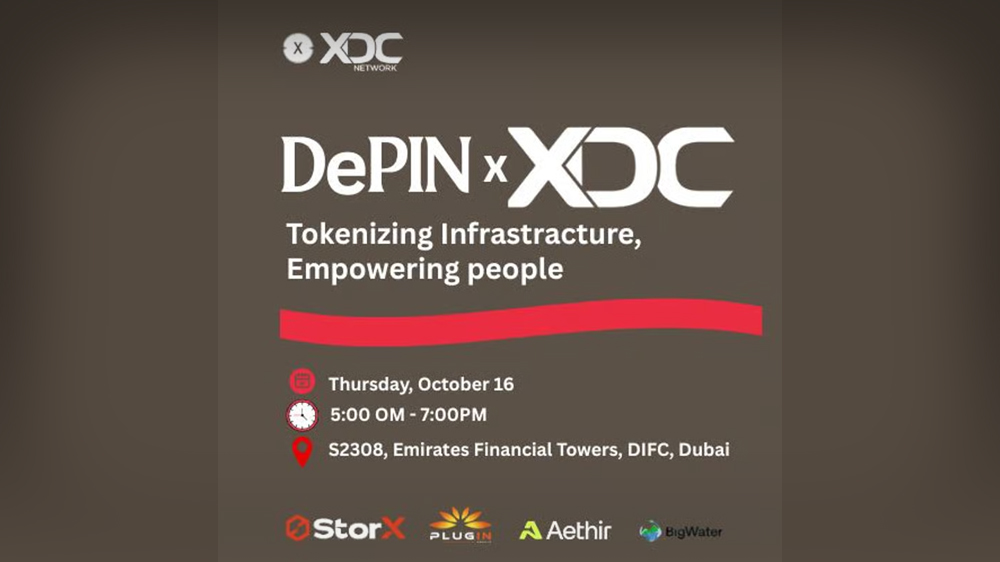 X XDC
NETWORK
DePIN x XDC
Tokenizing Infrastracture,
Empowering people
Thursday, October 16
5:00 OM - 7:00PM
S2308, Emirates Financial Towers, DIFC, Dubai
StorX PLUGIN Aethir BigWater